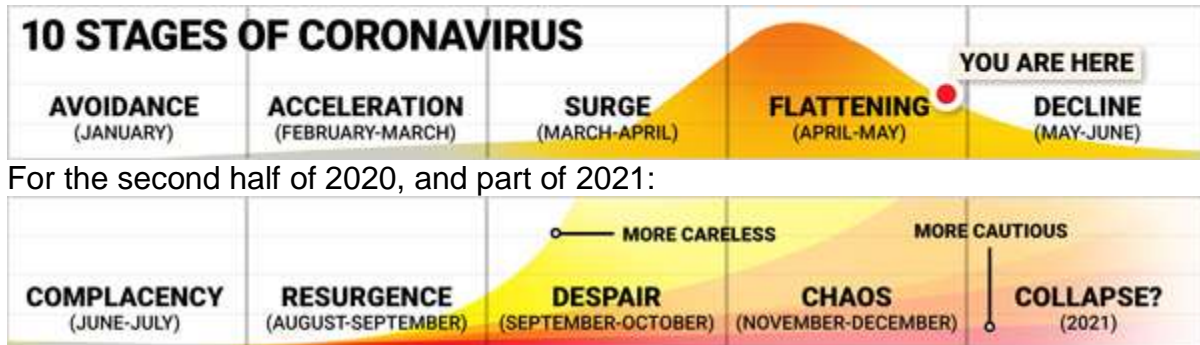 10 STAGES OF CORONAVIRUS
YOU ARE HERE
AVOIDANCE ACCELERATION SURGE FLATTENING DECLINE
(JANUARY) (FEBRUARY-MARCH) (MARCH-APRIL) (APRIL-MAY) (MAY-JUNE)
For the second half of 2020, and part of 2021:
MORE CARELESS MORE CAUTIOUS
COMPLACENCY RESURGENCE DESPAIR CHAOS COLLAPSE?
(JUNE-JULY) (AUGUST-SEPTEMBER) (SEPTEMBER-OCTOBER) (NOVEMBER-DECEMBER) (2021)